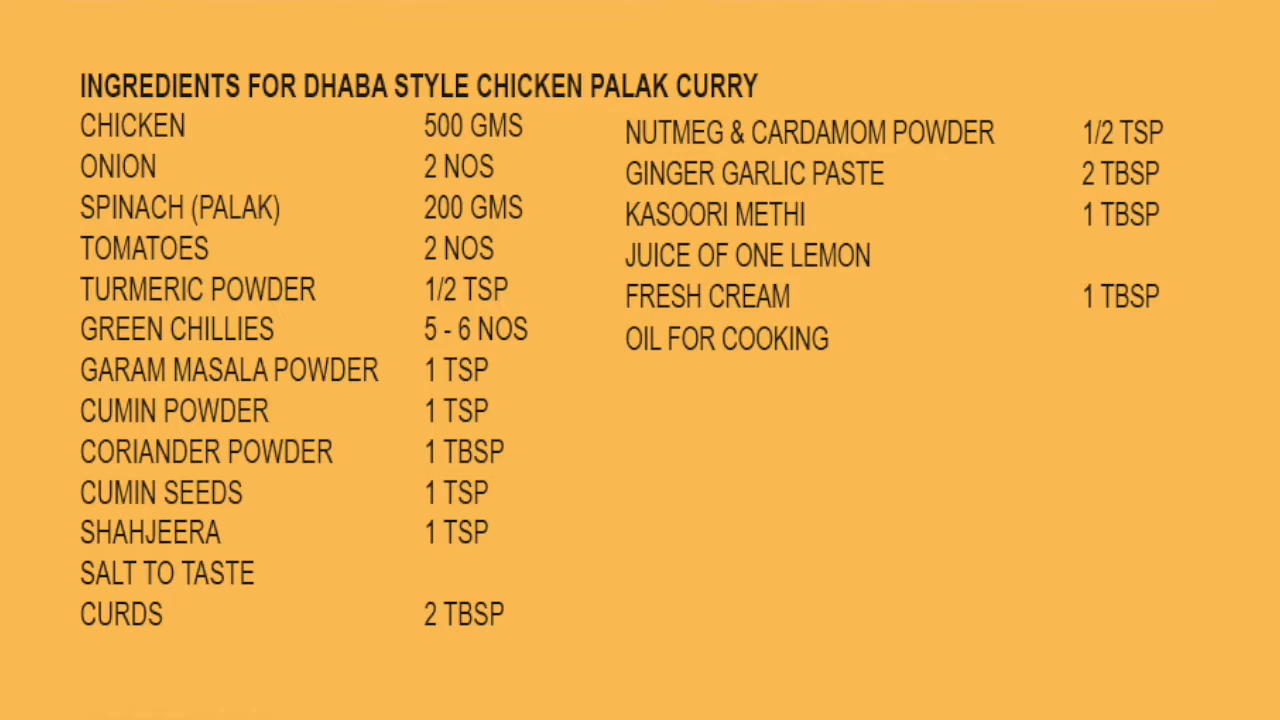 INGREDIENTS FOR DHABA STYLE CHICKEN PALAK CURRY
CHICKEN 500 GMS
ONION 2 NOS
SPINACH (PALAK) 200 GMS
TOMATOES 2 NOS
TURMERIC POWDER 1/2 TSP
GREEN CHILLIES 5 - 6 NOS
GARAM MASALA POWDER 1 TSP
CUMIN POWDER 1 TSP
CORIANDER POWDER 1 TBSP
CUMIN SEEDS 1 TSP
SHAHJEERA 1 TSP
SALT TO TASTE
CURDS 2 TBSP
NUTMEG & CARDAMOM POWDER 1/2 TSP
GINGER GARLIC PASTE 2 TBSP
KASOORI METHI 1 TBSP
JUICE OF ONE LEMON
FRESH CREAM 1 TBSP
OIL FOR COOKING